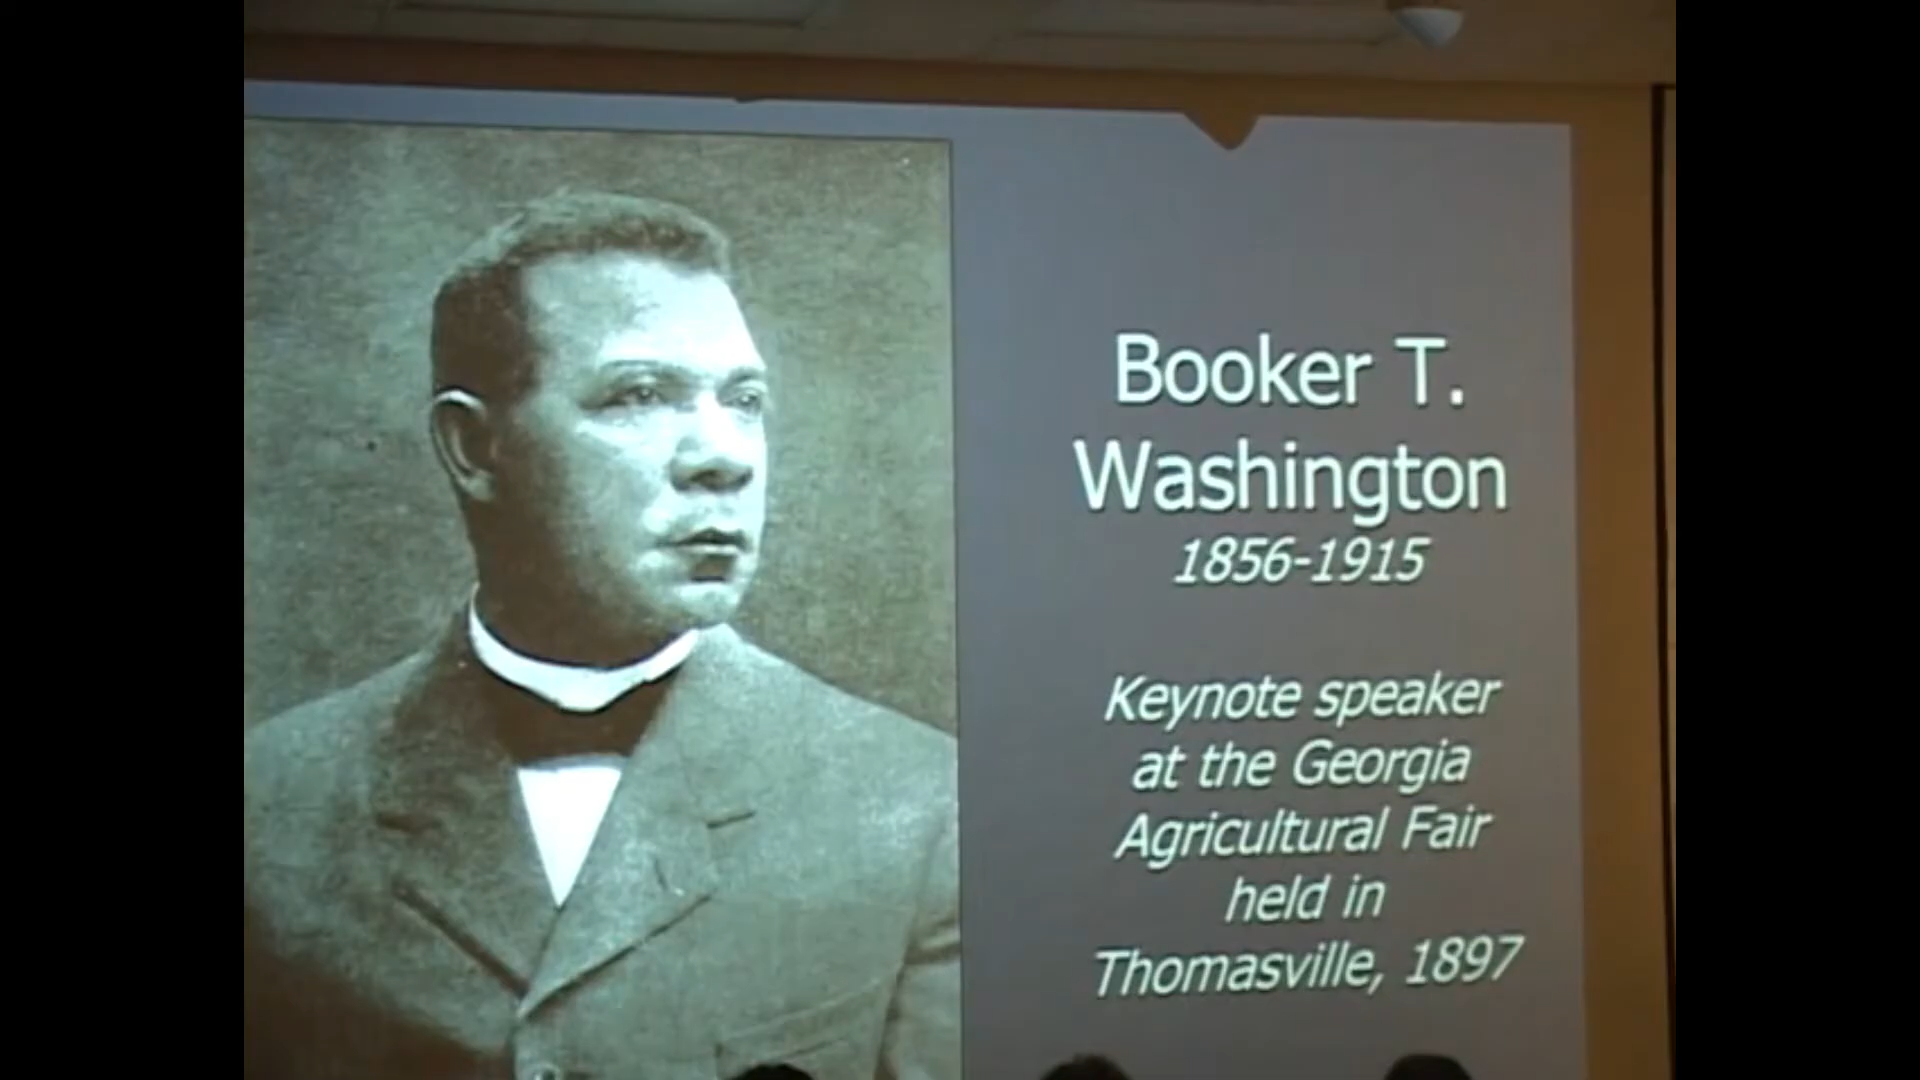 Booker T.
Washington
1856-1915
Keynote speaker
at the Georgia
Agricultural Fair
held in
Thomasville, 1897